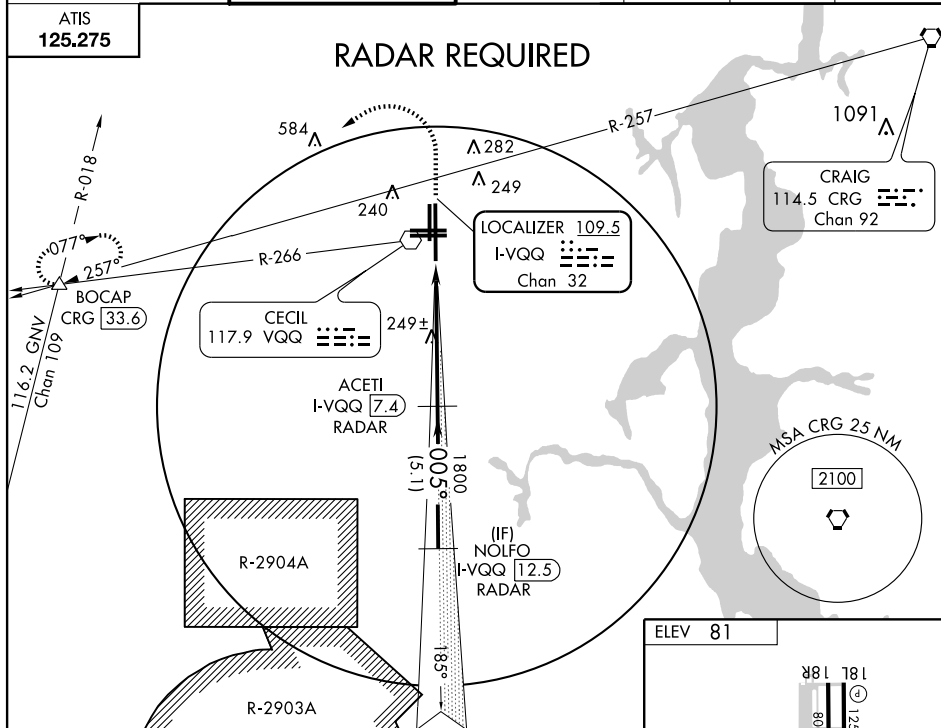 ATIS
125.275
RADAR REQUIRED
R-257
1091
584
282
249
240
CRAIG
114.5 CRG
Chan 92
LOCALIZER 109.5
I-VQQ
Chan 32
R-018
077°
257°
R-266
BOCAP
CRG 33.6
CECIL
117.9 VQQ
249±
116.2 GNV
Chan 109
ACETI
I-VQQ 7.4
RADAR
1800
005°
(5.1)
MSA CRG 25 NM
2100
(IF)
NOLFO
I-VQQ 12.5
RADAR
R-2904A
185°
R-2903A
ELEV 81
18R 18L
P
80
125